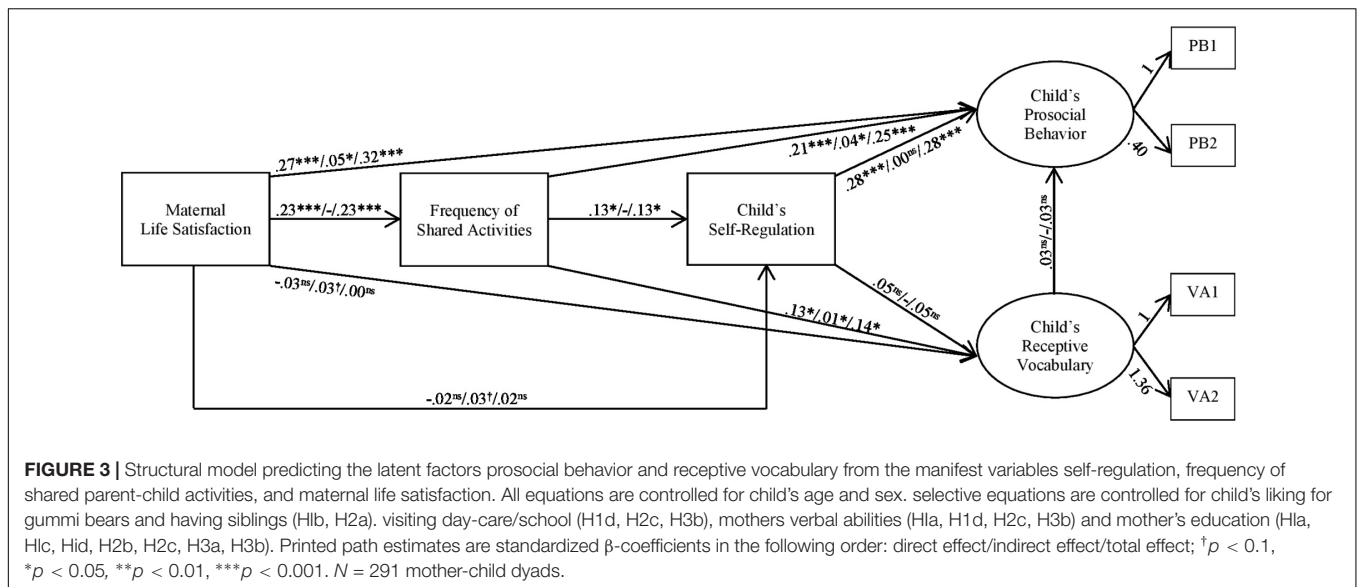 PB1
1
Child's
Prosocial
Behavior
.40
PB2
.27***/.05*/.32***
.21***/.04*/.25***
.28***/.00ns/.28***
Maternal
Life Satisfaction
.23***/-/.23***
Frequency of
Shared Activities
.13*/-/.13*
Child's
Self-Regulation
.03ns/-/.03ns
-.03ns/.03†/.00ns
.13*/.01*/.14*
.05ns/-/.05ns
VA1
1
Child's
Receptive
Vocabulary
1.36
VA2
-.02ns/.03†/.02ns
FIGURE 3 | Structural model predicting the latent factors prosocial behavior and receptive vocabulary from the manifest variables self-regulation, frequency of
shared parent-child activities, and maternal life satisfaction. All equations are controlled for child's age and sex. selective equations are controlled for child's liking for
gummi bears and having siblings (HIb, H2a). visiting day-care/school (H1d, H2c, H3b), mothers verbal abilities (HIa, H1d, H2c, H3b) and mother's education (HIa,
HIc, Hid, H2b, H2c, H3a, H3b). Printed path estimates are standardized β-coefficients in the following order: direct effect/indirect effect/total effect; †p < 0.1,
*p < 0.05, **p < 0.01, ***p < 0.001. N = 291 mother-child dyads.